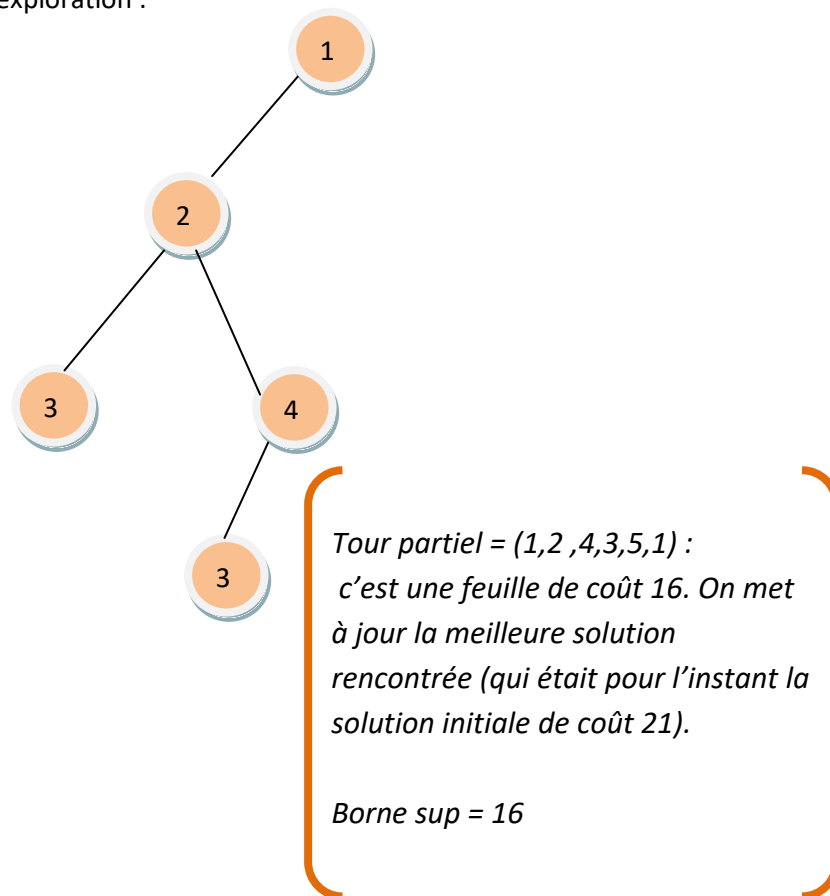 exploration :
1
2
3
4
3
Tour partiel = (1,2 ,4,3,5,1) :
c’est une feuille de coût 16. On met
à jour la meilleure solution
rencontrée (qui était pour l’instant la
solution initiale de coût 21).
Borne sup = 16